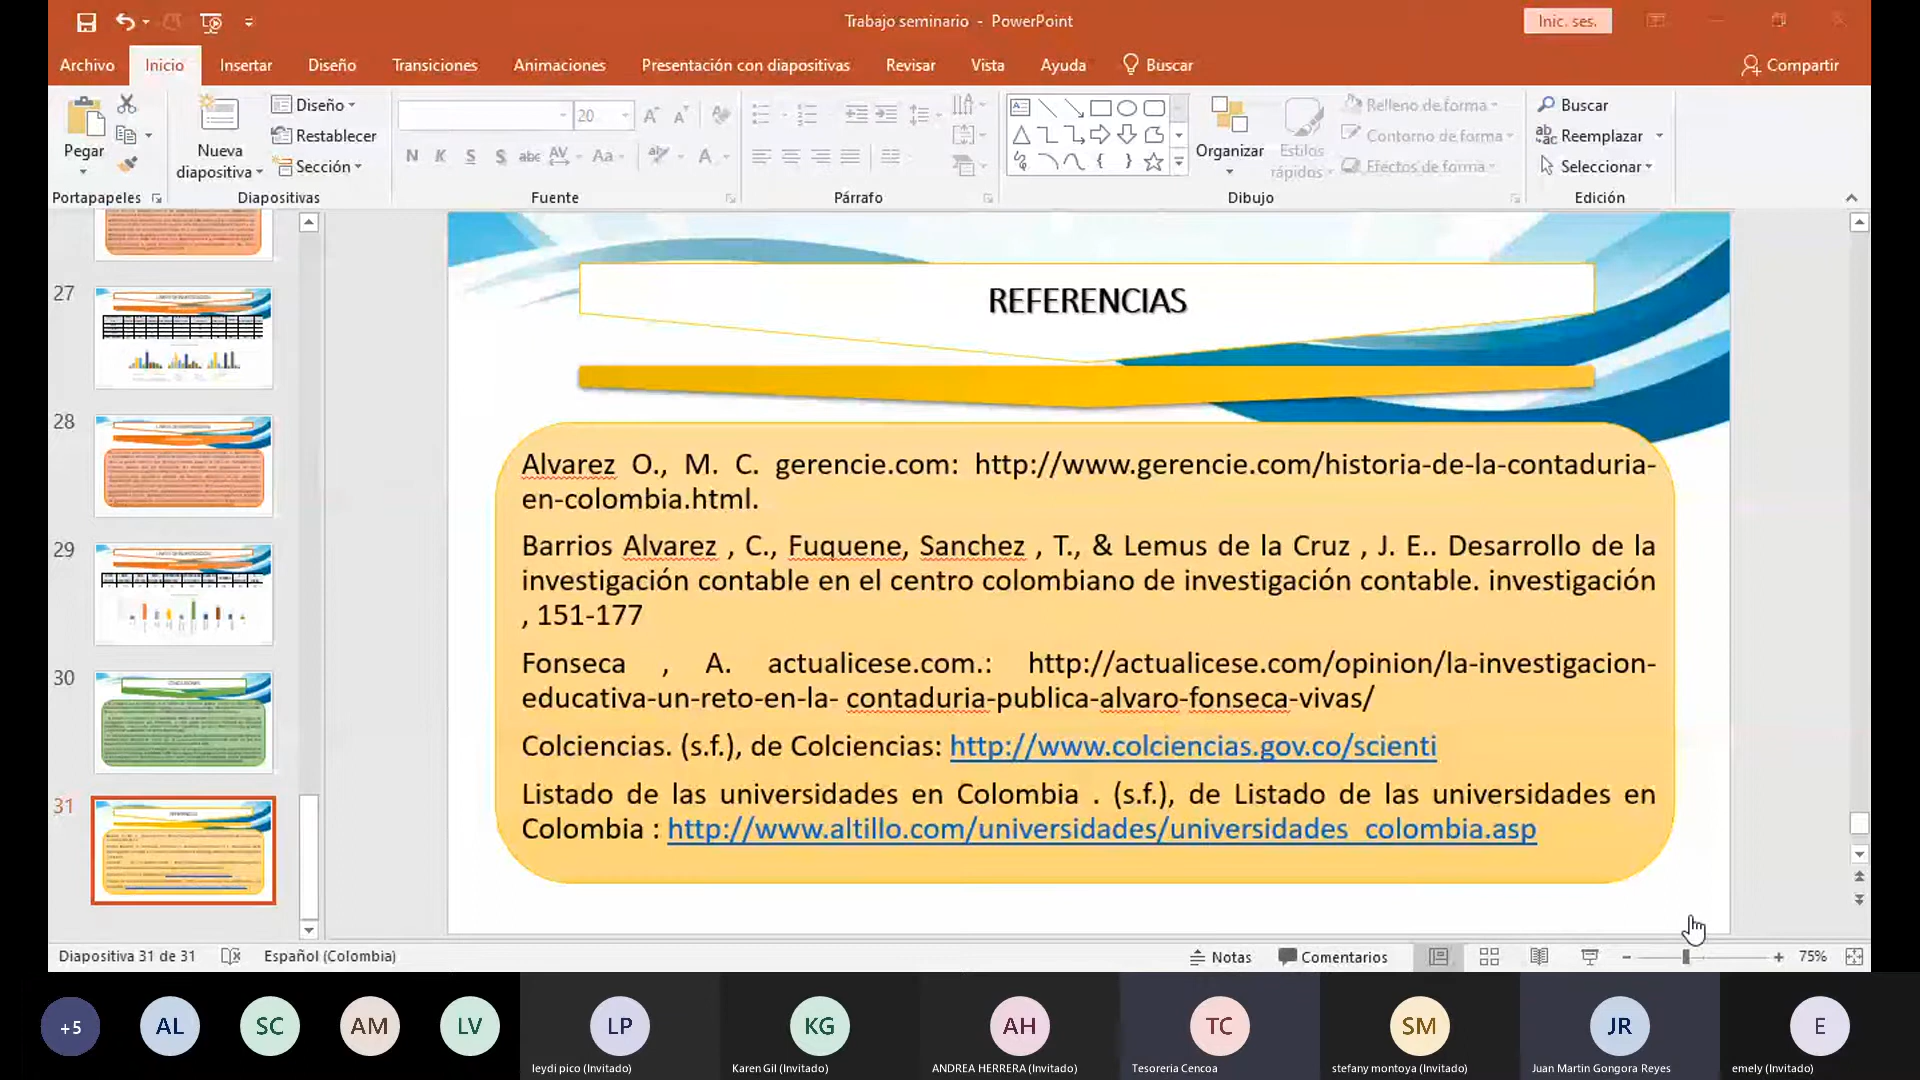 Trabajo seminario - PowerPoint
Inic. ses.
Archivo Inicio Insertar Diseño Transiciones Animaciones Presentación con diapositivas Revisar Vista Ayuda Buscar Compartir
Pegar
Portapapeles
Nueva diapositiva
Diseño
Restablecer
Sección
Diapositivas
20
N K S S abc AV Aa A
Fuente
Párrafo
Organizar
Estilos rápidos
Relleno de forma
Contorno de forma
Efectos de forma
Dibujo
Buscar
Reemplazar
Seleccionar
Edición
27
28
29
30
31
REFERENCIAS
Alvarez O., M. C. gerencie.com: http://www.gerencie.com/historia-de-la-contaduria-
en-colombia.html.
Barrios Alvarez , C., Fuquene, Sanchez , T., & Lemus de la Cruz , J. E.. Desarrollo de la
investigación contable en el centro colombiano de investigación contable. investigación
, 151-177
Fonseca , A. actualicese.com.: http://actualicese.com/opinion/la-investigacion-
educativa-un-reto-en-la- contaduria-publica-alvaro-fonseca-vivas/
Colciencias. (s.f.), de Colciencias: http://www.colciencias.gov.co/scienti
Listado de las universidades en Colombia . (s.f.), de Listado de las universidades en
Colombia : http://www.altillo.com/universidades/universidades_colombia.asp
Diapositiva 31 de 31 Español (Colombia) Notas Comentarios 75%
+5 AL SC AM LV LP KG AH TC SM JR E
leydi pico (Invitado) Karen Gil (Invitado) ANDREA HERRERA (Invitado) Tesoreria Cencoa stefany montoya (Invitado) Juan Martin Gongora Reyes emely (Invitado)